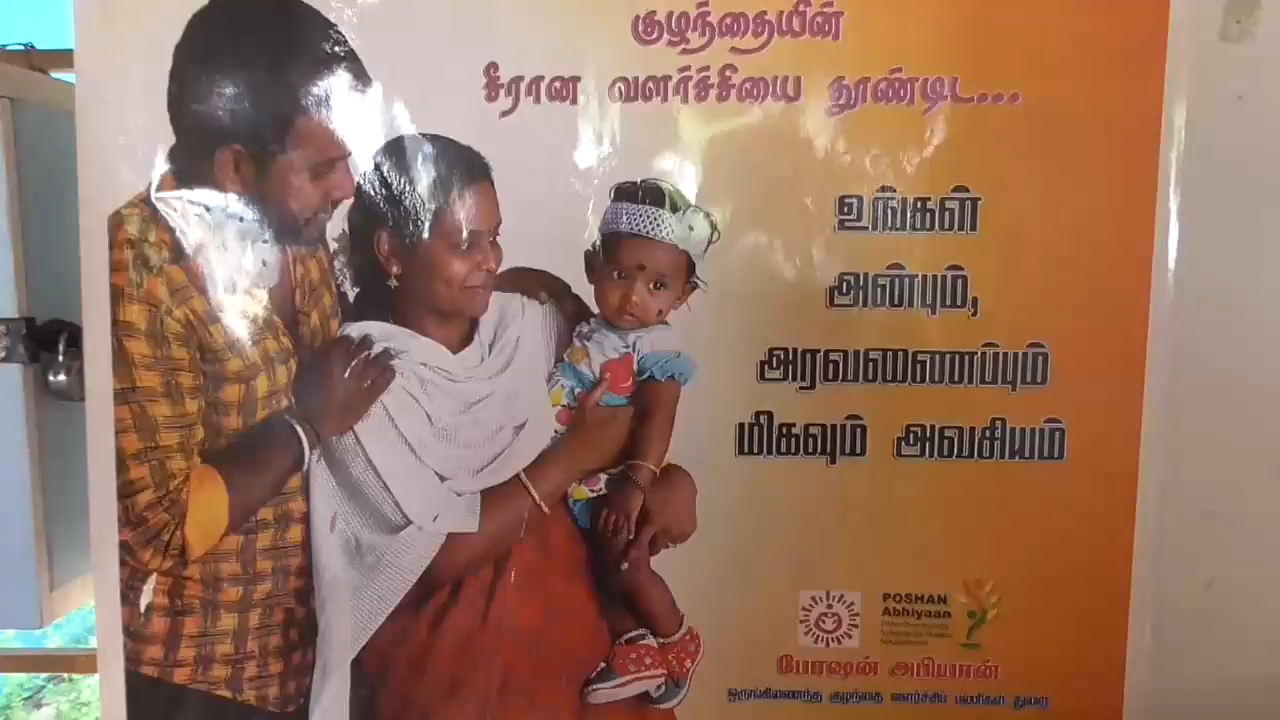 குழந்தையின்
சீரான வளர்ச்சியை தூண்டிட...
உங்கள்
அன்பும்,
அரவணைப்பும்
மிகவும் அவசியம்
POSHAN
Abhiyaan
போஷன் அபியான்
ஒருங்கிணைந்த குழந்தை வளர்ச்சிப் பணிகள் துறை